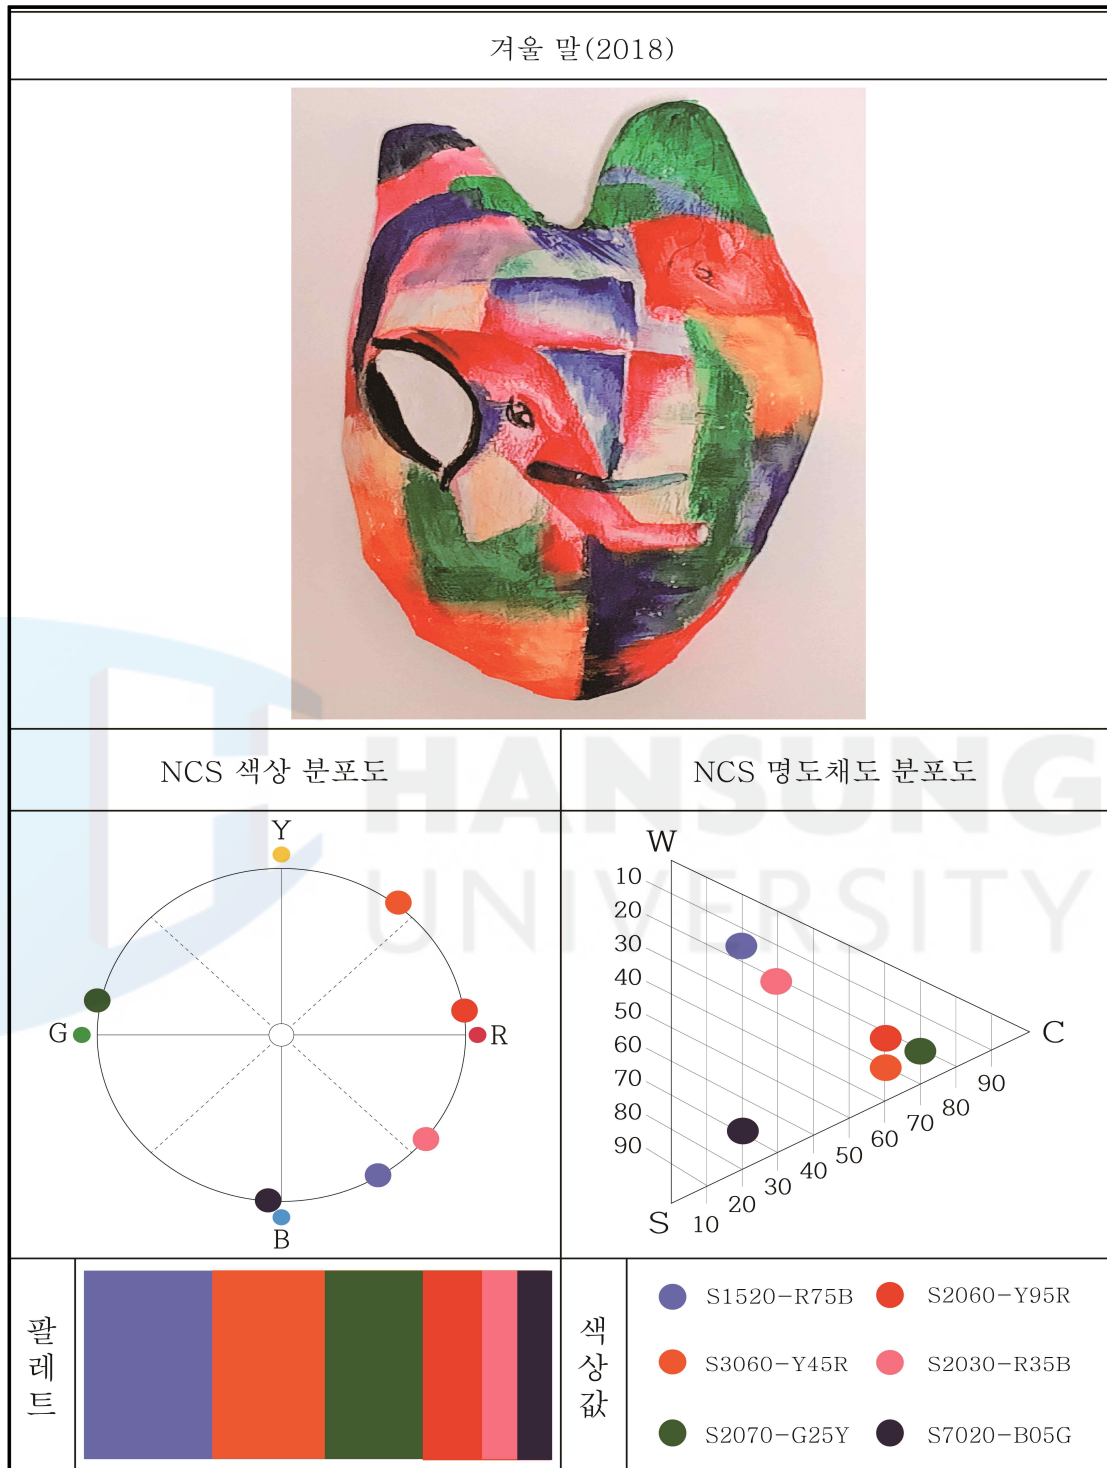 겨울 말(2018)
NCS 색상 분포도
NCS 명도채도 분포도
HANSUNG
UNIVERSITY
Y
G
R
B
W
10
20
30
40
50
60
70
80
90
S
10
20
30
40
50
60
70
80
90
C
팔레트
색상값
S1520-R75B
S2060-Y95R
S3060-Y45R
S2030-R35B
S2070-G25Y
S7020-B05G